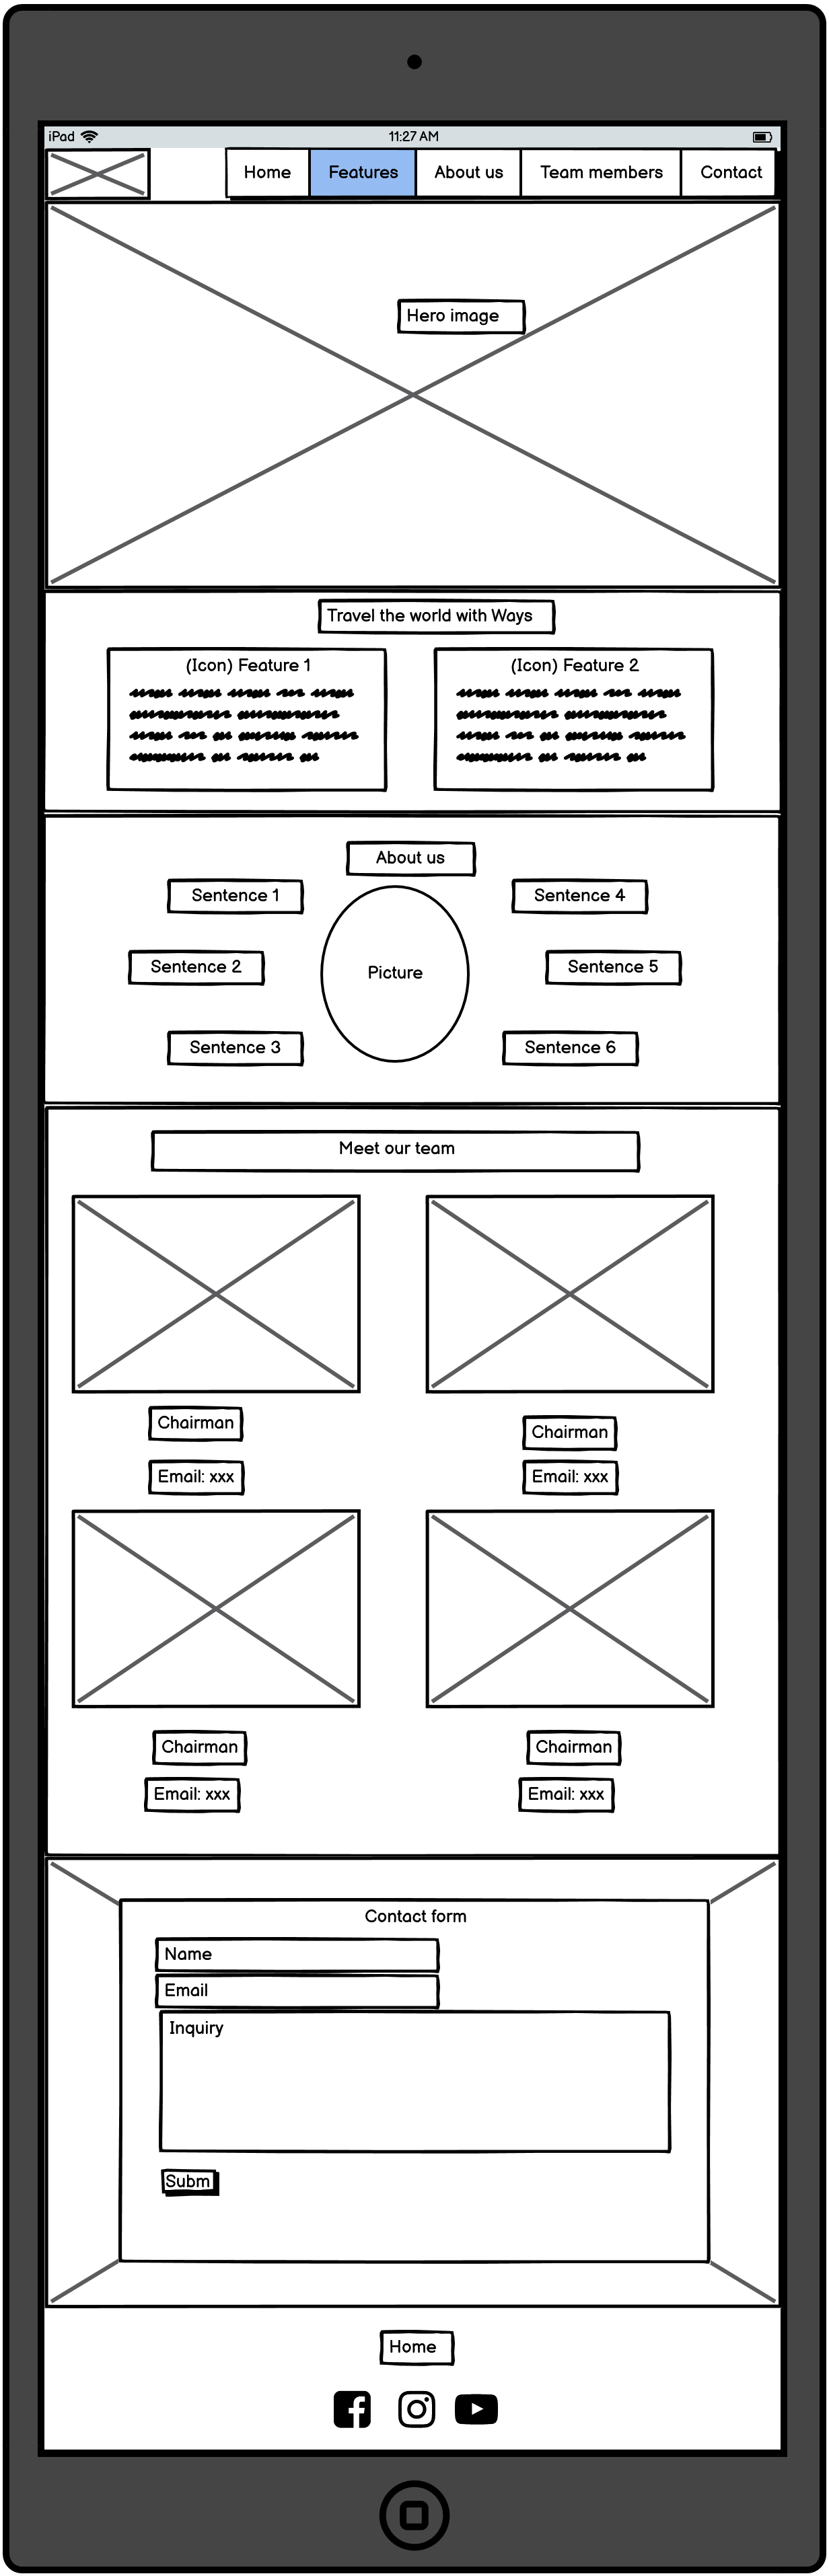 iPad 11:27 AM
Home Features About us Team members Contact
Hero image
Travel the world with Ways
(Icon) Feature 1 (Icon) Feature 2
About us
Sentence 1 Sentence 4
Sentence 2 Picture Sentence 5
Sentence 3 Sentence 6
Meet our team
Chairman Chairman
Email: xxx Email: xxx
Chairman Chairman
Email: xxx Email: xxx
Contact form
Name
Email
Inquiry
Subm
Home